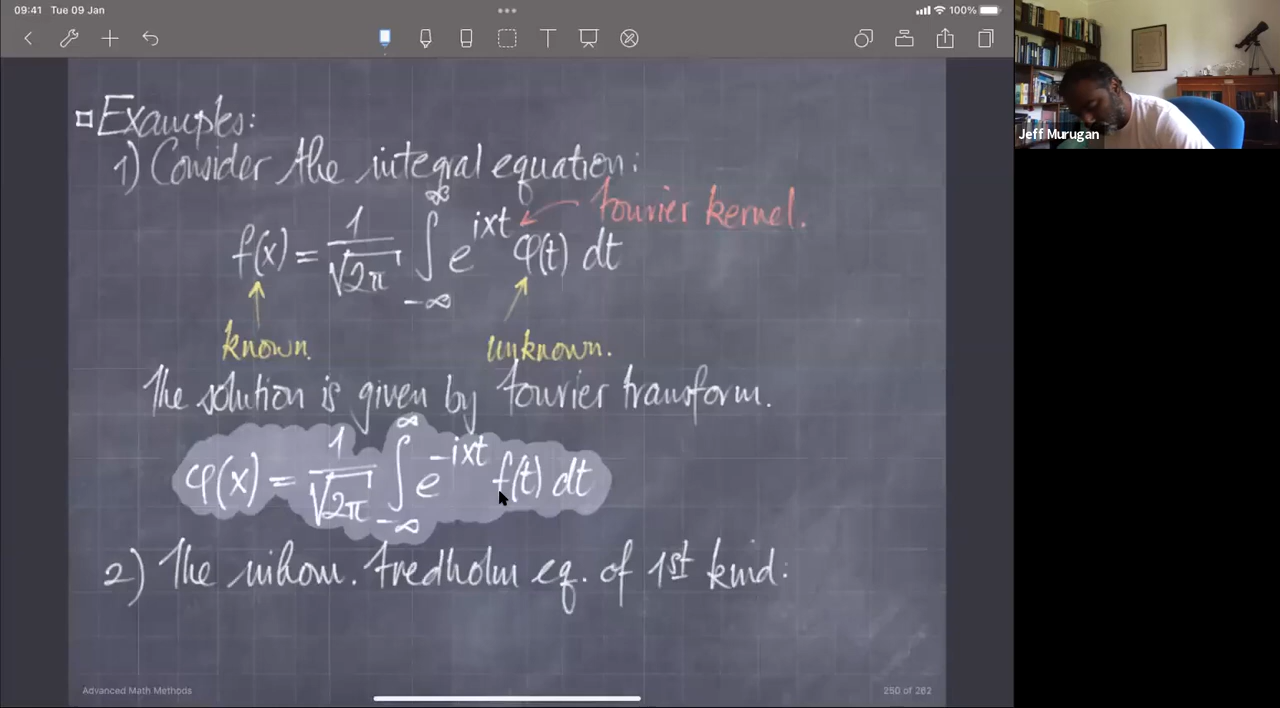 09:41 Tue 09 Jan
100%
Jeff Murugan
Examples:
1) Consider the integral equation:
f(x) = 1/√2π ∫_{-∞}^{∞} e^{ixt} φ(t) dt
Fourier kernel.
known.
unknown.
The solution is given by Fourier transform.
φ(x) = 1/√2π ∫_{-∞}^{∞} e^{-ixt} f(t) dt
2) The inhom. Fredholm eq. of 1st kind:
Advanced Math Methods
250 of 262